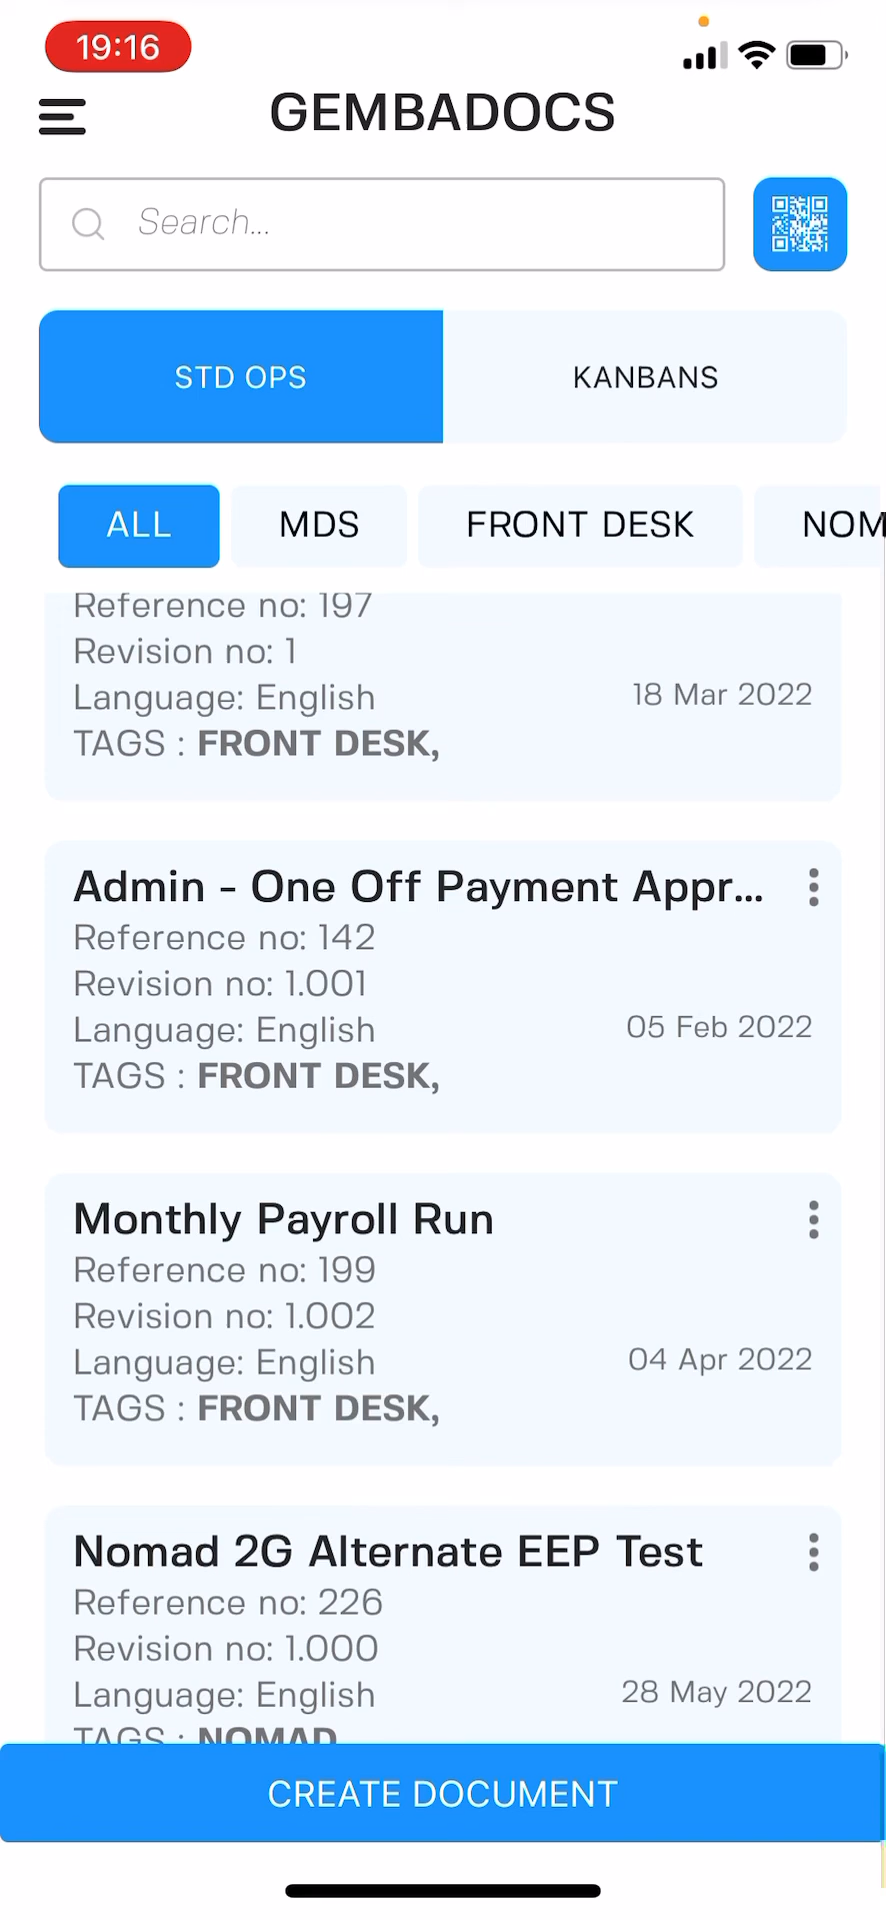 19:16
GEMBADOCS
Search...
STD OPS
KANBANS
ALL
MDS
FRONT DESK
NOM
Reference no: 197
Revision no: 1
Language: English
18 Mar 2022
TAGS : FRONT DESK,
Admin - One Off Payment Appr...
Reference no: 142
Revision no: 1.001
Language: English
05 Feb 2022
TAGS : FRONT DESK,
Monthly Payroll Run
Reference no: 199
Revision no: 1.002
Language: English
04 Apr 2022
TAGS : FRONT DESK,
Nomad 2G Alternate EEP Test
Reference no: 226
Revision no: 1.000
Language: English
28 May 2022
TAGS : NOMAD
CREATE DOCUMENT